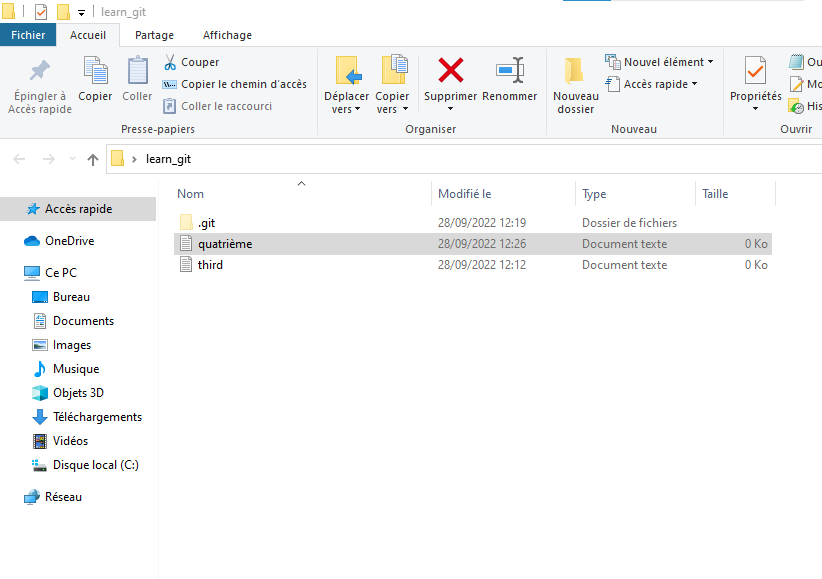 learn_git
Fichier Accueil Partage Affichage
Épingler à Accès rapide
Copier
Coller
Couper
Copier le chemin d'accès
Coller le raccourci
Presse-papiers
Déplacer vers
Copier vers
Supprimer
Renommer
Organiser
Nouveau dossier
Nouvel élément
Accès rapide
Nouveau
Propriétés
Ou
Mo
His
Ouvrir
learn_git
Nom Modifié le Type Taille
.git 28/09/2022 12:19 Dossier de fichiers
quatrième 28/09/2022 12:26 Document texte 0 Ko
third 28/09/2022 12:12 Document texte 0 Ko
Accès rapide
OneDrive
Ce PC
Bureau
Documents
Images
Musique
Objets 3D
Téléchargements
Vidéos
Disque local (C:)
Réseau